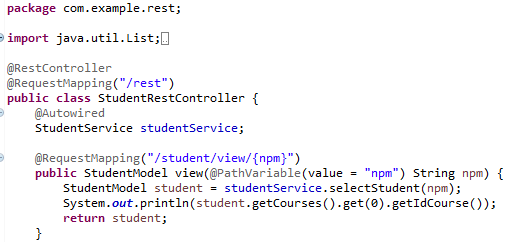 package com.example.rest;
import java.util.List;
@RestController
@RequestMapping("/rest")
public class StudentRestController {
@Autowired
StudentService studentService;
@RequestMapping("/student/view/{npm}")
public StudentModel view(@PathVariable(value = "npm") String npm) {
StudentModel student = studentService.selectStudent(npm);
System.out.println(student.getCourses().get(0).getIdCourse());
return student;
}